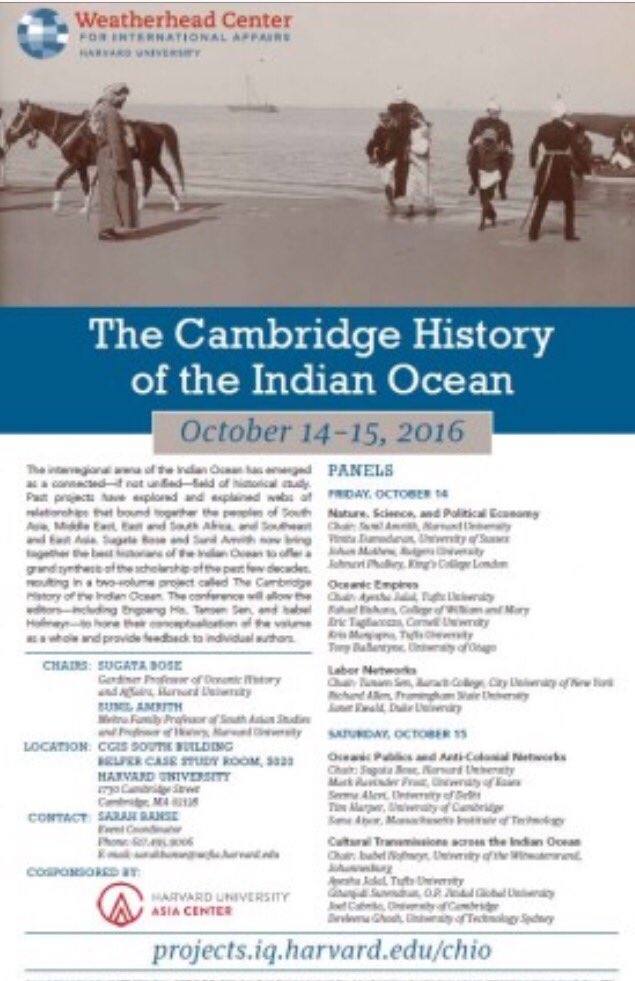 Weatherhead Center
FOR INTERNATIONAL AFFAIRS
HARVARD UNIVERSITY
The Cambridge History
of the Indian Ocean
October 14–15, 2016
The interregional arena of the Indian Ocean has emerged
as a connected—if not unified—field of historical study.
Past projects have explored and explained webs of
relationships that bound together the peoples of South
Asia, Middle East, East and South Africa, and Southeast
and East Asia. Sugata Bose and Sunil Amrith now bring
together the best historians of the Indian Ocean to offer a
grand synthesis of the scholarship of the past few decades,
resulting in a two-volume project called The Cambridge
History of the Indian Ocean. The conference will allow the
editors—including Engseng Ho, Tansen Sen, and Isabel
Hofmeyr—to hone their conceptualization of the volume
as a whole and provide feedback to individual authors.
CHAIRS: SUGATA BOSE
Gardiner Professor of Oceanic History
and Affairs, Harvard University
SUNIL AMRITH
Mehra Family Professor of South Asian Studies
and Professor of History, Harvard University
LOCATION: CGIS SOUTH BUILDING
BELFER CASE STUDY ROOM, S020
HARVARD UNIVERSITY
1730 Cambridge Street
Cambridge, MA 02138
CONTACT: SARAH BANSE
Event Coordinator
Phone:
E-mail:
COSPONSORED BY:
HARVARD UNIVERSITY
ASIA CENTER
PANELS
FRIDAY, OCTOBER 14
Nature, Science, and Political Economy
Chair: Sunil Amrith, Harvard University
Vinita Damodaran, University of Sussex
Johan Mathew, Rutgers University
Jahnavi Phalkey, King's College London
Oceanic Empires
Chair: Ayesha Jalal, Tufts University
Fahad Bishara, College of William and Mary
Eric Tagliacozzo, Cornell University
Kris Manjapra, Tufts University
Tony Ballantyne, University of Otago
Labor Networks
Chair: Tansen Sen, Baruch College, City University of New York
Richard Allen, Framingham State University
Janet Ewald, Duke University
SATURDAY, OCTOBER 15
Oceanic Publics and Anti-Colonial Networks
Chair: Sugata Bose, Harvard University
Mark Ravinder Frost, University of Essex
Seema Alavi, University of Delhi
Tim Harper, University of Cambridge
Sana Aiyar, Massachusetts Institute of Technology
Cultural Transmissions across the Indian Ocean
Chair: Isabel Hofmeyr, University of the Witwatersrand,
Johannesburg
Ayesha Jalal, Tufts University
Gitanjali Surendran, O.P. Jindal Global University
Joel Cabrita, University of Cambridge
Devleena Ghosh, University of Technology Sydney
projects.iq.harvard.edu/chio